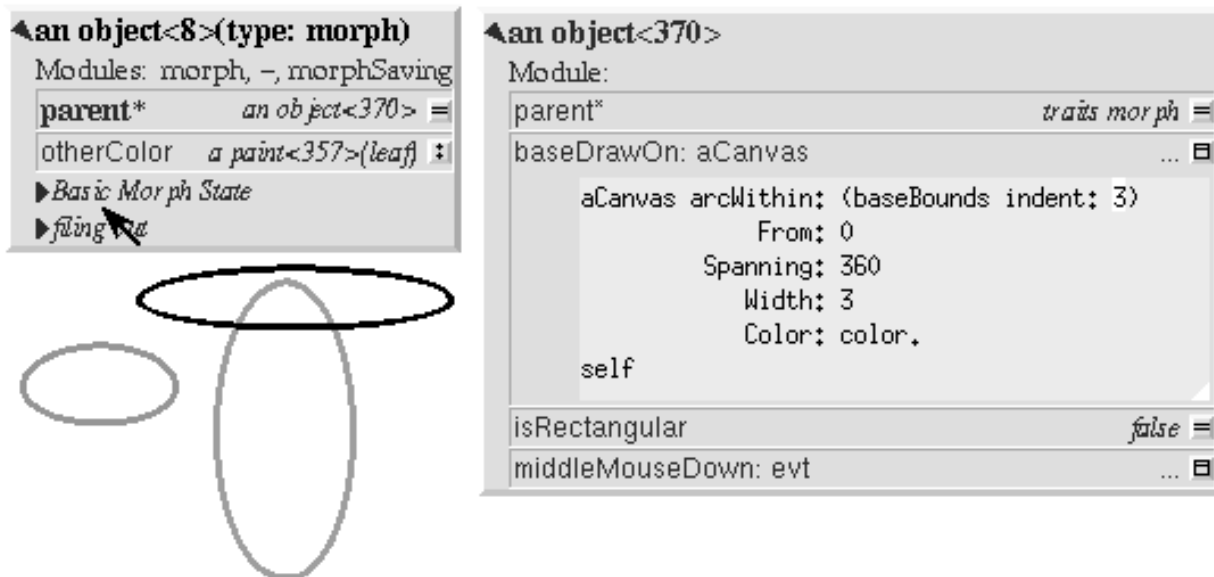 an object<8>(type: morph)
Modules: morph, –, morphSaving
parent* an object<370> =
otherColor a paint<357>(leaf) :
Basic Morph State
filing
an object<370>
Module:
parent* traits morph =
baseDrawOn: aCanvas ...
aCanvas arcWithin: (baseBounds indent: 3)
From: 0
Spanning: 360
Width: 3
Color: color.
self
isRectangular false =
middleMouseDown: evt ...